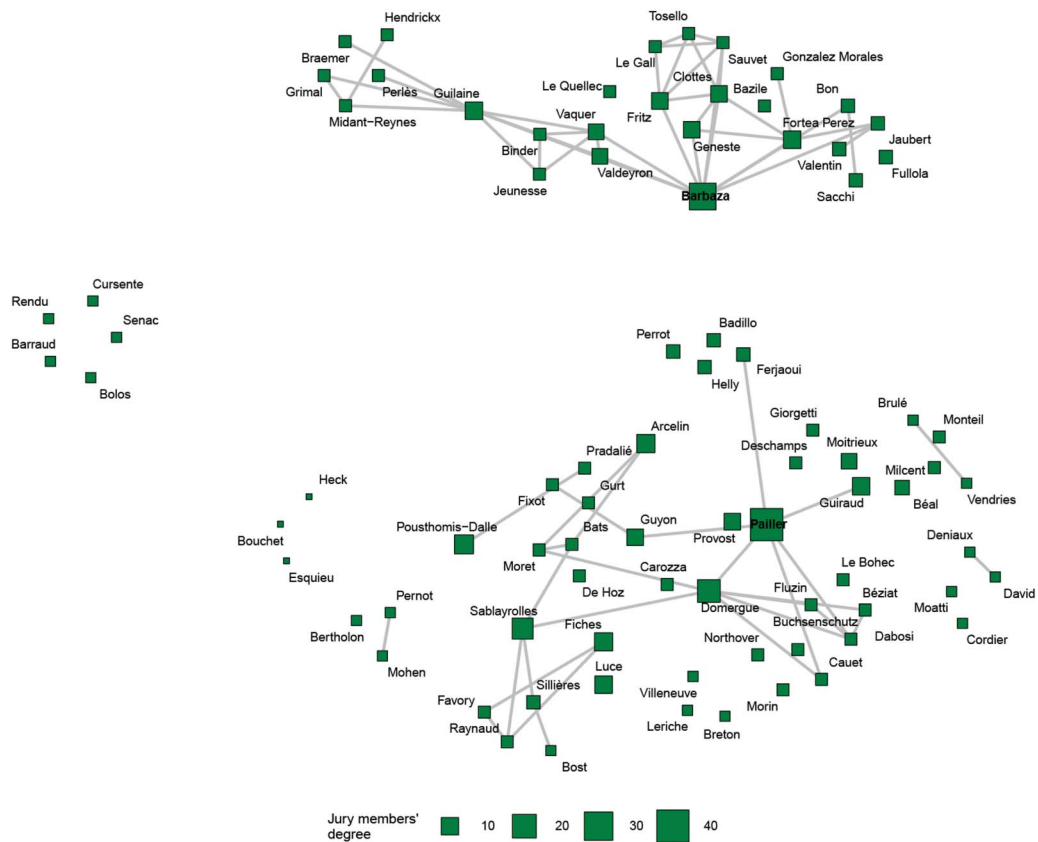 Hendrickx
Tosello
Braemer
Le Gall
Sauvet
Gonzalez Morales
Grimal
Perlès
Guilaine
Le Quellec
Clottes
Bazile
Bon
Midant−Reynes
Vaquer
Fritz
Fortea Perez
Binder
Geneste
Jaubert
Valdeyron
Valentin
Fullola
Jeunesse
Barbaza
Sacchi
Cursente
Rendu
Senac
Barraud
Bolos
Perrot
Badillo
Helly
Ferjaoui
Brulé
Giorgetti
Monteil
Arcelin
Deschamps
Moitrieux
Pradalié
Milcent
Heck
Fixot
Gurt
Guiraud
Béal
Vendries
Pousthomis−Dalle
Bats
Guyon
Provost
Pailler
Deniaux
Bouchet
Moret
Carozza
Le Bohec
Esquieu
De Hoz
Fluzin
Béziat
David
Pernot
Sablayrolles
Domergue
Buchsenschutz
Moatti
Bertholon
Fiches
Northover
Dabosi
Cordier
Mohen
Luce
Cauet
Favory
Sillières
Villeneuve
Morin
Raynaud
Leriche
Breton
Bost
Jury members'
degree
10
20
30
40